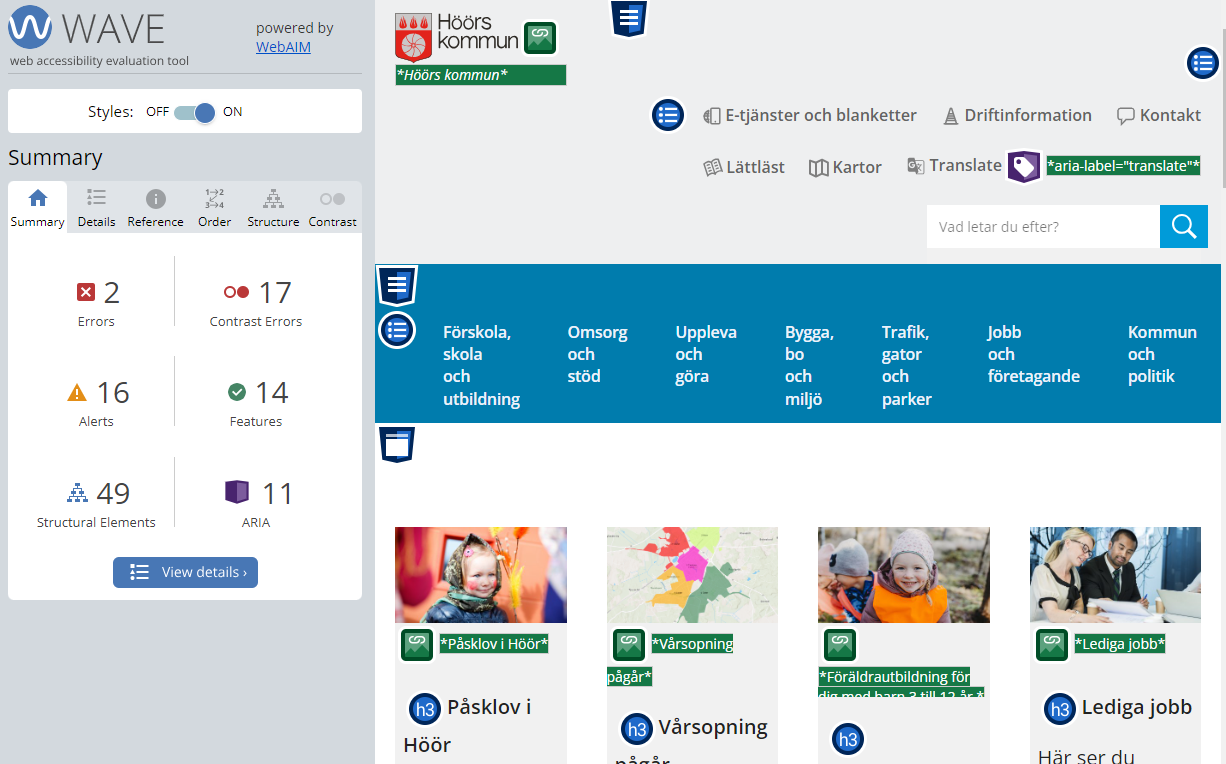 WAVE
web accessibility evaluation tool
powered by
WebAIM
Styles: OFF ON
Summary
Summary Details Reference Order Structure Contrast
2
Errors
17
Contrast Errors
16
Alerts
14
Features
49
Structural Elements
11
ARIA
View details ›
Höörs
kommun
*Höörs kommun*
E-tjänster och blanketter Driftinformation Kontakt
Lättläst Kartor Translate *aria-label="translate"*
Vad letar du efter?
Förskola,
skola
och
utbildning
Omsorg
och
stöd
Uppleva
och
göra
Bygga,
bo
och
miljö
Trafik,
gator
och
parker
Jobb
och
företagande
Kommun
och
politik
*Påsklov i Höör*
h3 Påsklov i
Höör
*Vårsopning
pågår*
h3 Vårsopning
pågår
*Föräldrautbildning för
dig med barn 3 till 12 år *
h3
*Lediga jobb*
h3 Lediga jobb
Här ser du